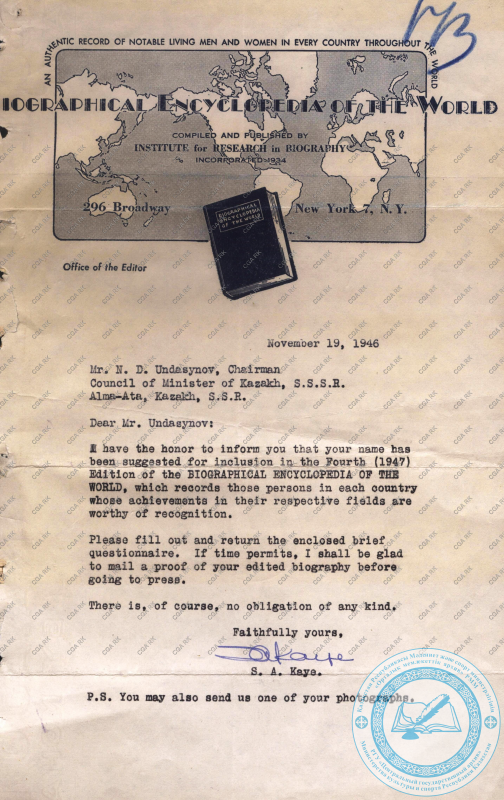 AN AUTHENTIC RECORD OF NOTABLE LIVING MEN AND WOMEN IN EVERY COUNTRY THROUGHOUT THE WORLD
BIOGRAPHICAL ENCYCLOPEDIA OF THE WORLD
COMPILED AND PUBLISHED BY
INSTITUTE for RESEARCH in BIOGRAPHY
INCORPORATED 1934
296 Broadway
New York 7, N. Y.
BIOGRAPHICAL
ENCYCLOPEDIA
OF THE WORLD
Office of the Editor
November 19, 1946
Mr. N. D. Undasynov, Chairman
Council of Minister of Kazakh, S.S.S.R.
Alma-Ata, Kazakh, S.S.R.
Dear Mr. Undasynov:
I have the honor to inform you that your name has
been suggested for inclusion in the Fourth (1947)
Edition of the BIOGRAPHICAL ENCYCLOPEDIA OF THE
WORLD, which records those persons in each country
whose achievements in their respective fields are
worthy of recognition.
Please fill out and return the enclosed brief
questionnaire. If time permits, I shall be glad
to mail a proof of your edited biography before
going to press.
There is, of course, no obligation of any kind.
Faithfully yours,
SAKaye
S. A. Kaye.
P.S. You may also send us one of your photographs.
CGA RK